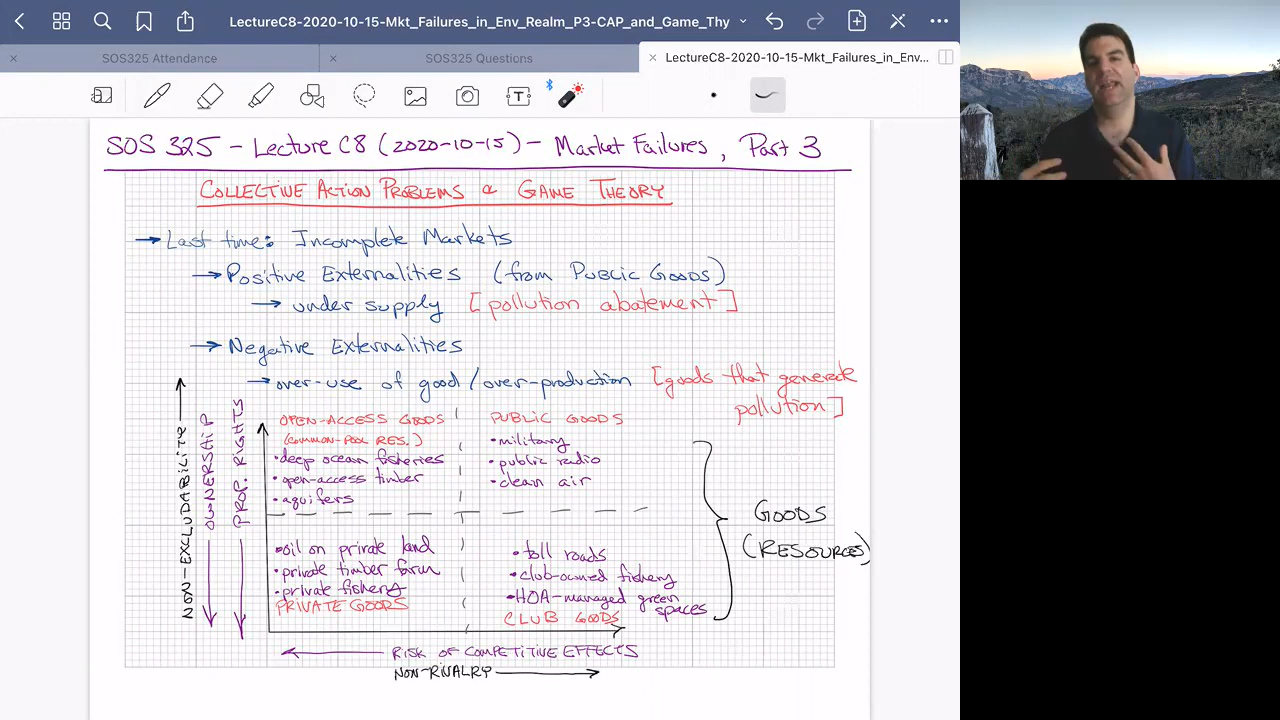 LectureC8-2020-10-15-Mkt_Failures_in_Env_Realm_P3-CAP_and_Game_Thy
SOS325 Attendance
SOS325 Questions
LectureC8-2020-10-15-Mkt_Failures_in_Env...
T
SOS 325 - Lecture C8 (2020-10-15) - Market Failures, Part 3
COLLECTIVE ACTION PROBLEMS & GAME THEORY
→ Last time: Incomplete Markets
→ Positive Externalities (from Public Goods)
→ under supply [pollution abatement]
→ Negative Externalities
→ over-use of good/over-production [goods that generate
pollution]
NON-EXCLUDABILITY
OWNERSHIP
PROP. RIGHTS
OPEN-ACCESS GOODS
(COMMON-POOL RES.)
• deep ocean fisheries
• open-access timber
• aquifers
PUBLIC GOODS
• military
• public radio
• clean air
• oil on private land
• private timber farm
• private fishery
PRIVATE GOODS
• toll roads
• club-owned fishery
• HOA-managed green
spaces
CLUB GOODS
GOODS
(RESOURCES)
RISK OF COMPETITIVE EFFECTS
NON-RIVALRY